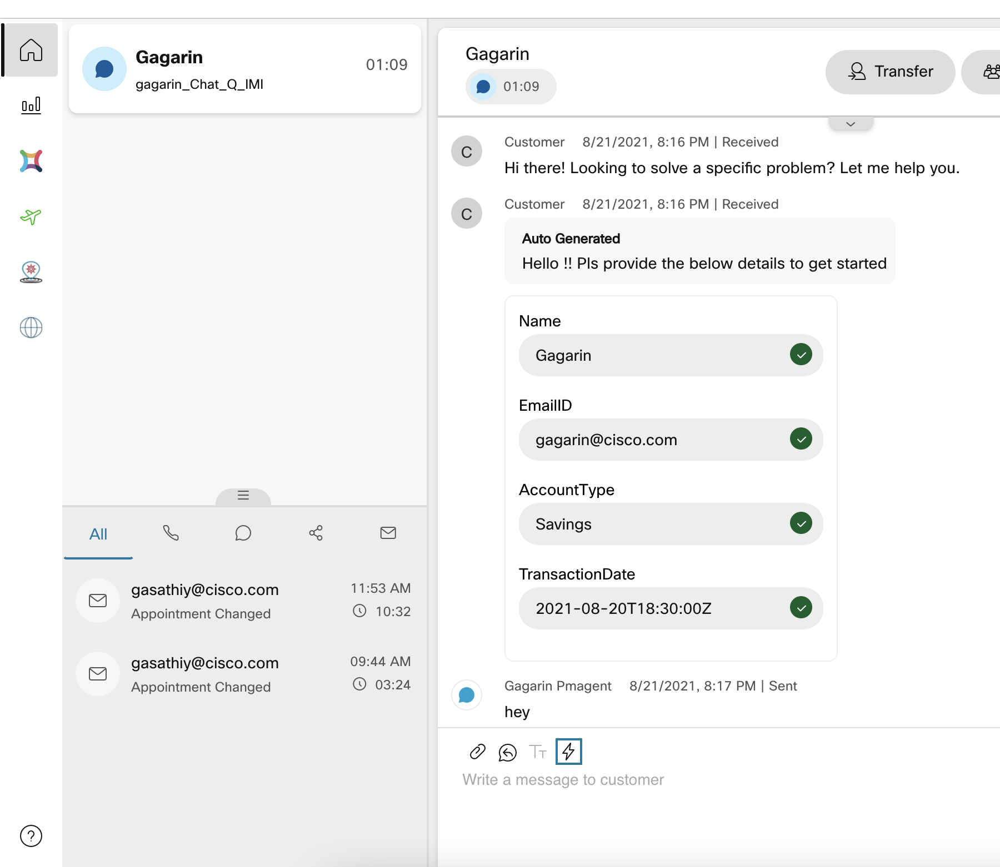 Gagarin
gagarin_Chat_Q_IMI
01:09
Gagarin
01:09
Transfer
Customer 8/21/2021, 8:16 PM | Received
C
Hi there! Looking to solve a specific problem? Let me help you.
Customer 8/21/2021, 8:16 PM | Received
C
Auto Generated
Hello !! Pls provide the below details to get started
Name
Gagarin
EmailID
gagarin@cisco.com
AccountType
Savings
TransactionDate
2021-08-20T18:30:00Z
Gagarin Pmagent 8/21/2021, 8:17 PM | Sent
hey
Tт
Write a message to customer
All
gasathiy@cisco.com 11:53 AM
Appointment Changed 10:32
gasathiy@cisco.com 09:44 AM
Appointment Changed 03:24
?